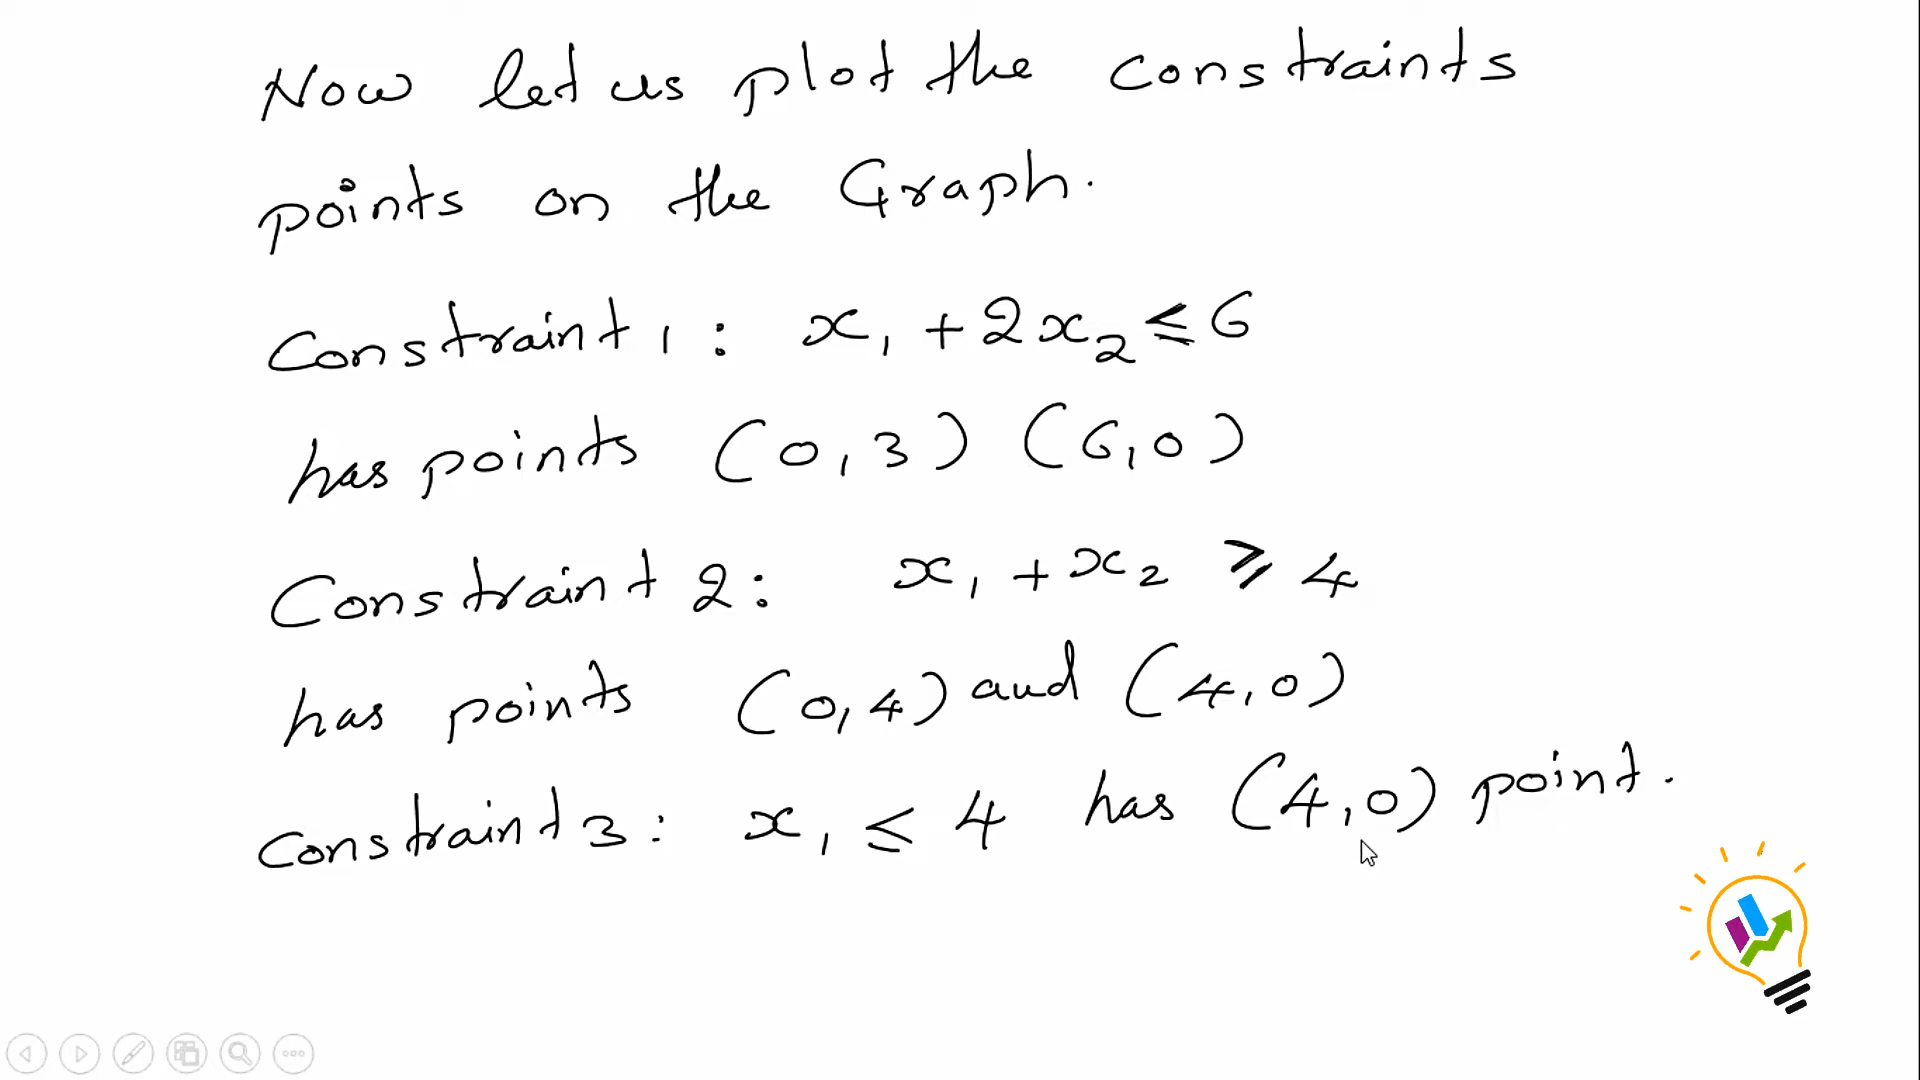 Now let us plot the constraints
points on the Graph.
Constraint 1 : x₁ + 2x₂ ≤ 6
has points (0,3) (6,0)
Constraint 2: x₁ + x₂ ≥ 4
has points (0,4) and (4,0)
constraint 3: x₁ ≤ 4 has (4,0) point.